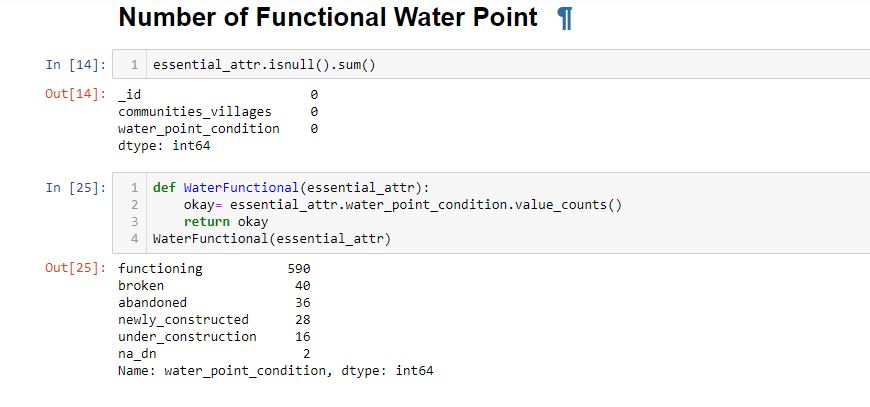 Number of Functional Water Point ¶
In [14]: 1 essential_attr.isnull().sum()
Out[14]: _id 0
communities_villages 0
water_point_condition 0
dtype: int64
In [25]: 1 def WaterFunctional(essential_attr):
2 okay= essential_attr.water_point_condition.value_counts()
3 return okay
4 WaterFunctional(essential_attr)
Out[25]: functioning 590
broken 40
abandoned 36
newly_constructed 28
under_construction 16
na_dn 2
Name: water_point_condition, dtype: int64